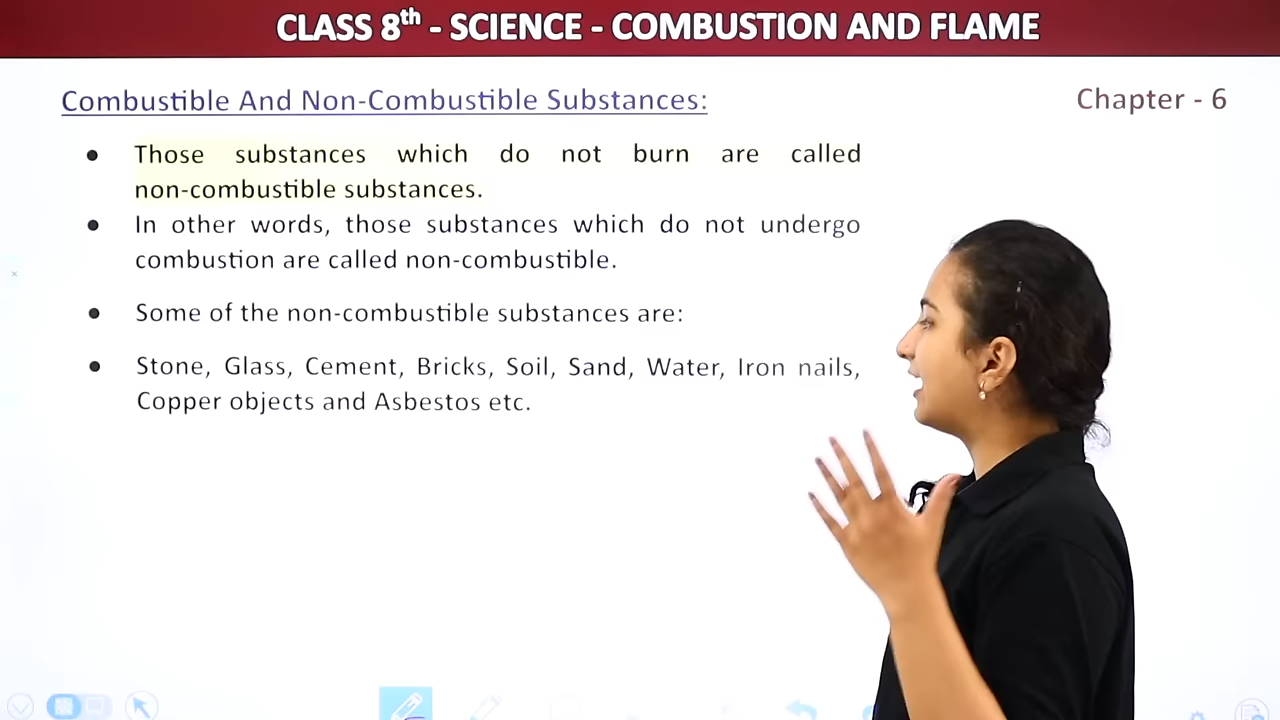 CLASS 8th - SCIENCE - COMBUSTION AND FLAME
Combustible And Non-Combustible Substances:
Chapter - 6
• Those substances which do not burn are called
non-combustible substances.
• In other words, those substances which do not undergo
combustion are called non-combustible.
• Some of the non-combustible substances are:
• Stone, Glass, Cement, Bricks, Soil, Sand, Water, Iron nails,
Copper objects and Asbestos etc.